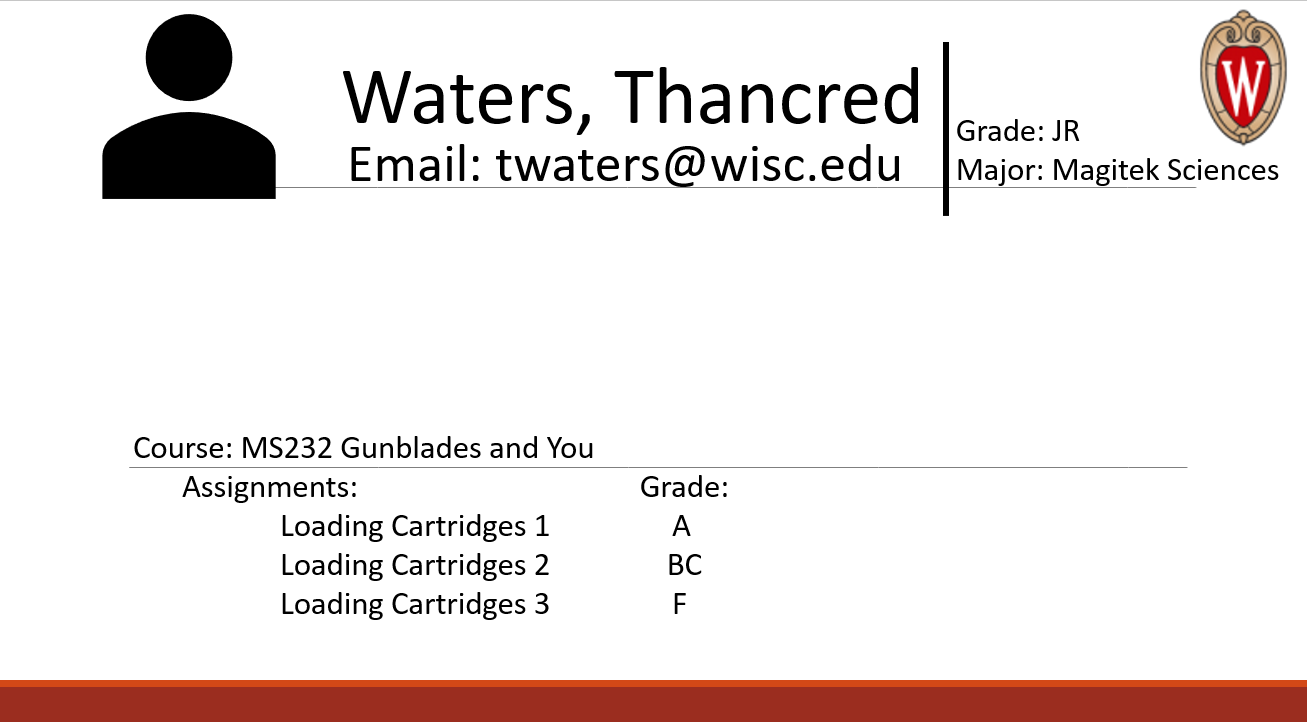 Waters, Thancred
Email: twaters@wisc.edu
Grade: JR
Major: Magitek Sciences
W
Course: MS232 Gunblades and You
Assignments: Grade:
Loading Cartridges 1 A
Loading Cartridges 2 BC
Loading Cartridges 3 F